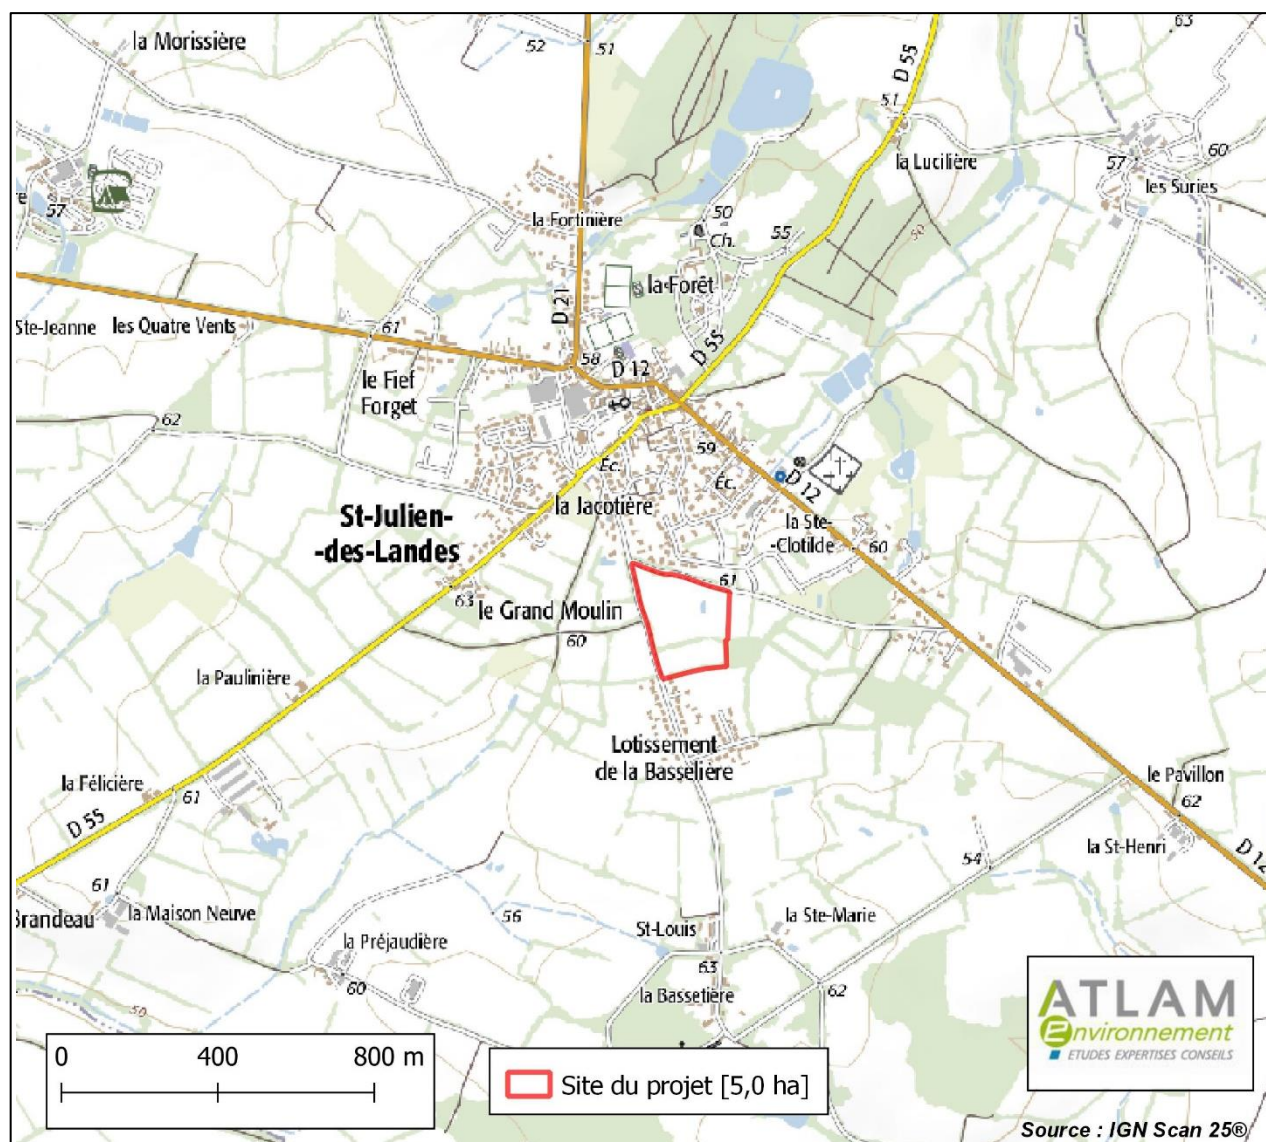 63
la Morissière
52
51
D 55
51
la Lucilière
57
60
les Suries
57
la Fortinière
50
Ch.
55
50
la Forêt
D 21
Ste-Jeanne
les Quatre Vents
61
58
D 12
D 55
le Fief
Forget
62
59
Éc.
Éc.
D 12
la Jacotière
St-Julien-
-des-Landes
la Ste-
-Clotilde
60
61
63
le Grand Moulin
60
la Paulinière
Lotissement
de la Basselière
la Félicière
61
le Pavillon
62
D 55
la St-Henri
D 12
54
61
Brandeau
la Maison Neuve
56
la Ste-Marie
St-Louis
la Préjaudière
63
60
la Bassetière
62
50
0 400 800 m
Site du projet [5,0 ha]
ATLAM
environnement
ETUDES EXPERTISES CONSEILS
Source : IGN Scan 25®